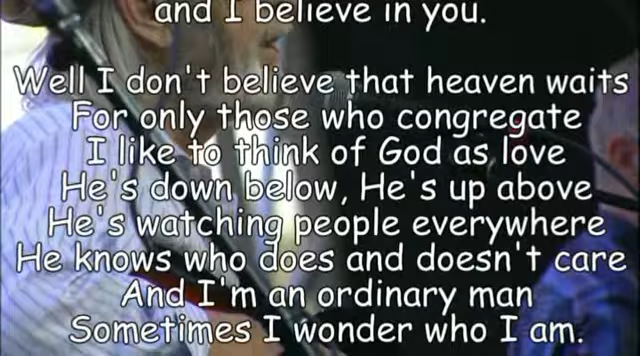 and I believe in you.
Well I don't believe that heaven waits
For only those who congregate
I like to think of God as love
He's down below, He's up above
He's watching people everywhere
He knows who does and doesn't care
And I'm an ordinary man
Sometimes I wonder who I am.